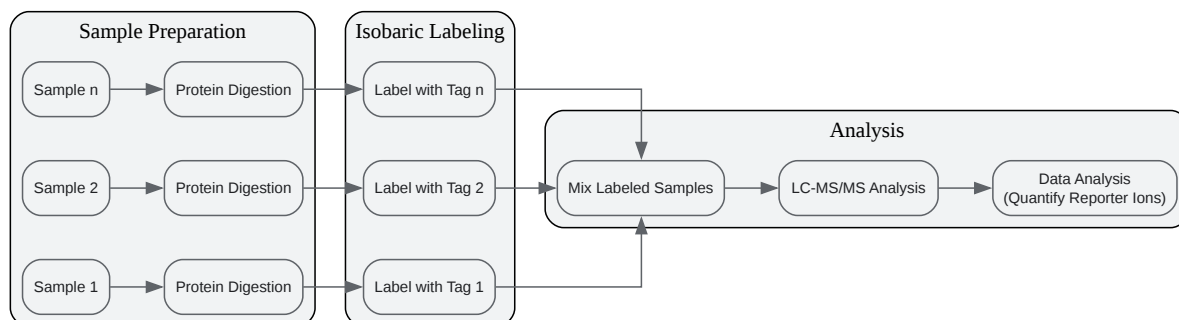 Sample Preparation
Isobaric Labeling
Sample n
Protein Digestion
Label with Tag n
Analysis
Sample 2
Protein Digestion
Label with Tag 2
Mix Labeled Samples
LC-MS/MS Analysis
Data Analysis
(Quantify Reporter Ions)
Sample 1
Protein Digestion
Label with Tag 1